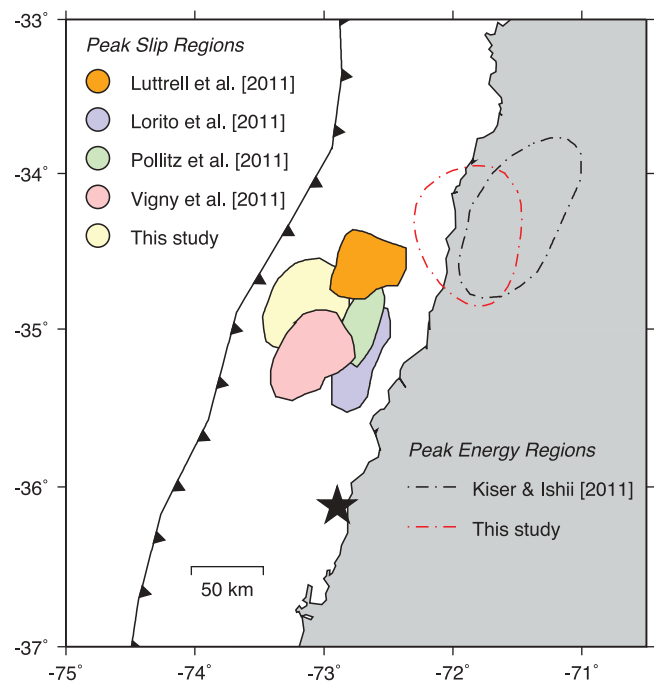 -33°
-34°
-35°
-36°
-37°
Peak Slip Regions
Luttrell et al. [2011]
Lorito et al. [2011]
Pollitz et al. [2011]
Vigny et al. [2011]
This study
Peak Energy Regions
Kiser & Ishii [2011]
This study
50 km
-75°
-74°
-73°
-72°
-71°